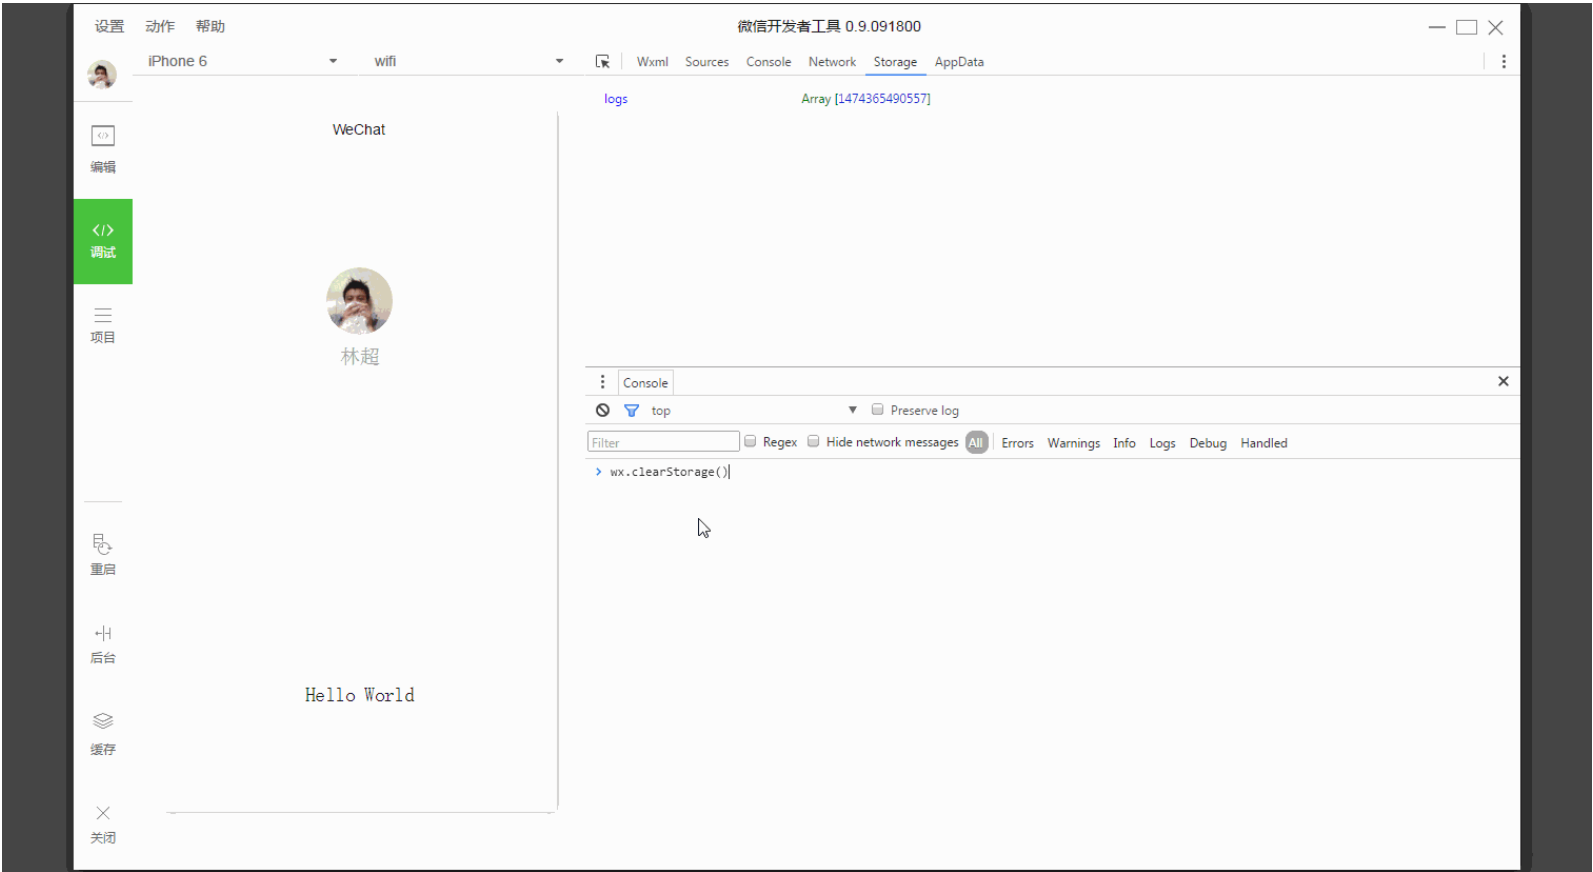 设置 动作 帮助 微信开发者工具 0.9.091800
iPhone 6 wifi Wxml Sources Console Network Storage AppData
logs Array [1474365490557]
WeChat
编辑
调试
项目
林超
Console
top Preserve log
Filter Regex Hide network messages All Errors Warnings Info Logs Debug Handled
> wx.clearStorage()
重启
后台
Hello World
缓存
关闭